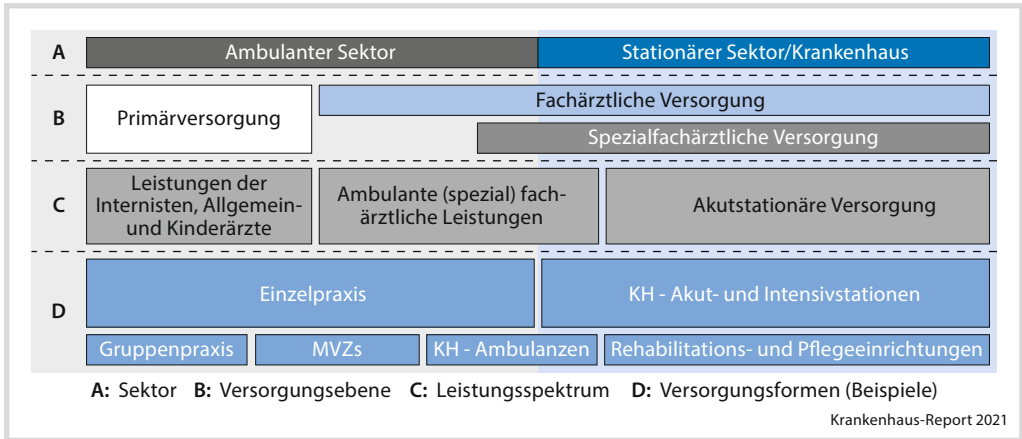 A
Ambulanter Sektor
Stationärer Sektor/Krankenhaus
B
Primärversorgung
Fachärztliche Versorgung
Spezialfachärztliche Versorgung
C
Leistungen der
Internisten, Allgemein-
und Kinderärzte
Ambulante (spezial) fach-
ärztliche Leistungen
Akutstationäre Versorgung
D
Einzelpraxis
KH - Akut- und Intensivstationen
Gruppenpraxis
MVZs
KH - Ambulanzen
Rehabilitations- und Pflegeeinrichtungen
A: Sektor B: Versorgungsebene C: Leistungsspektrum D: Versorgungsformen (Beispiele)
Krankenhaus-Report 2021